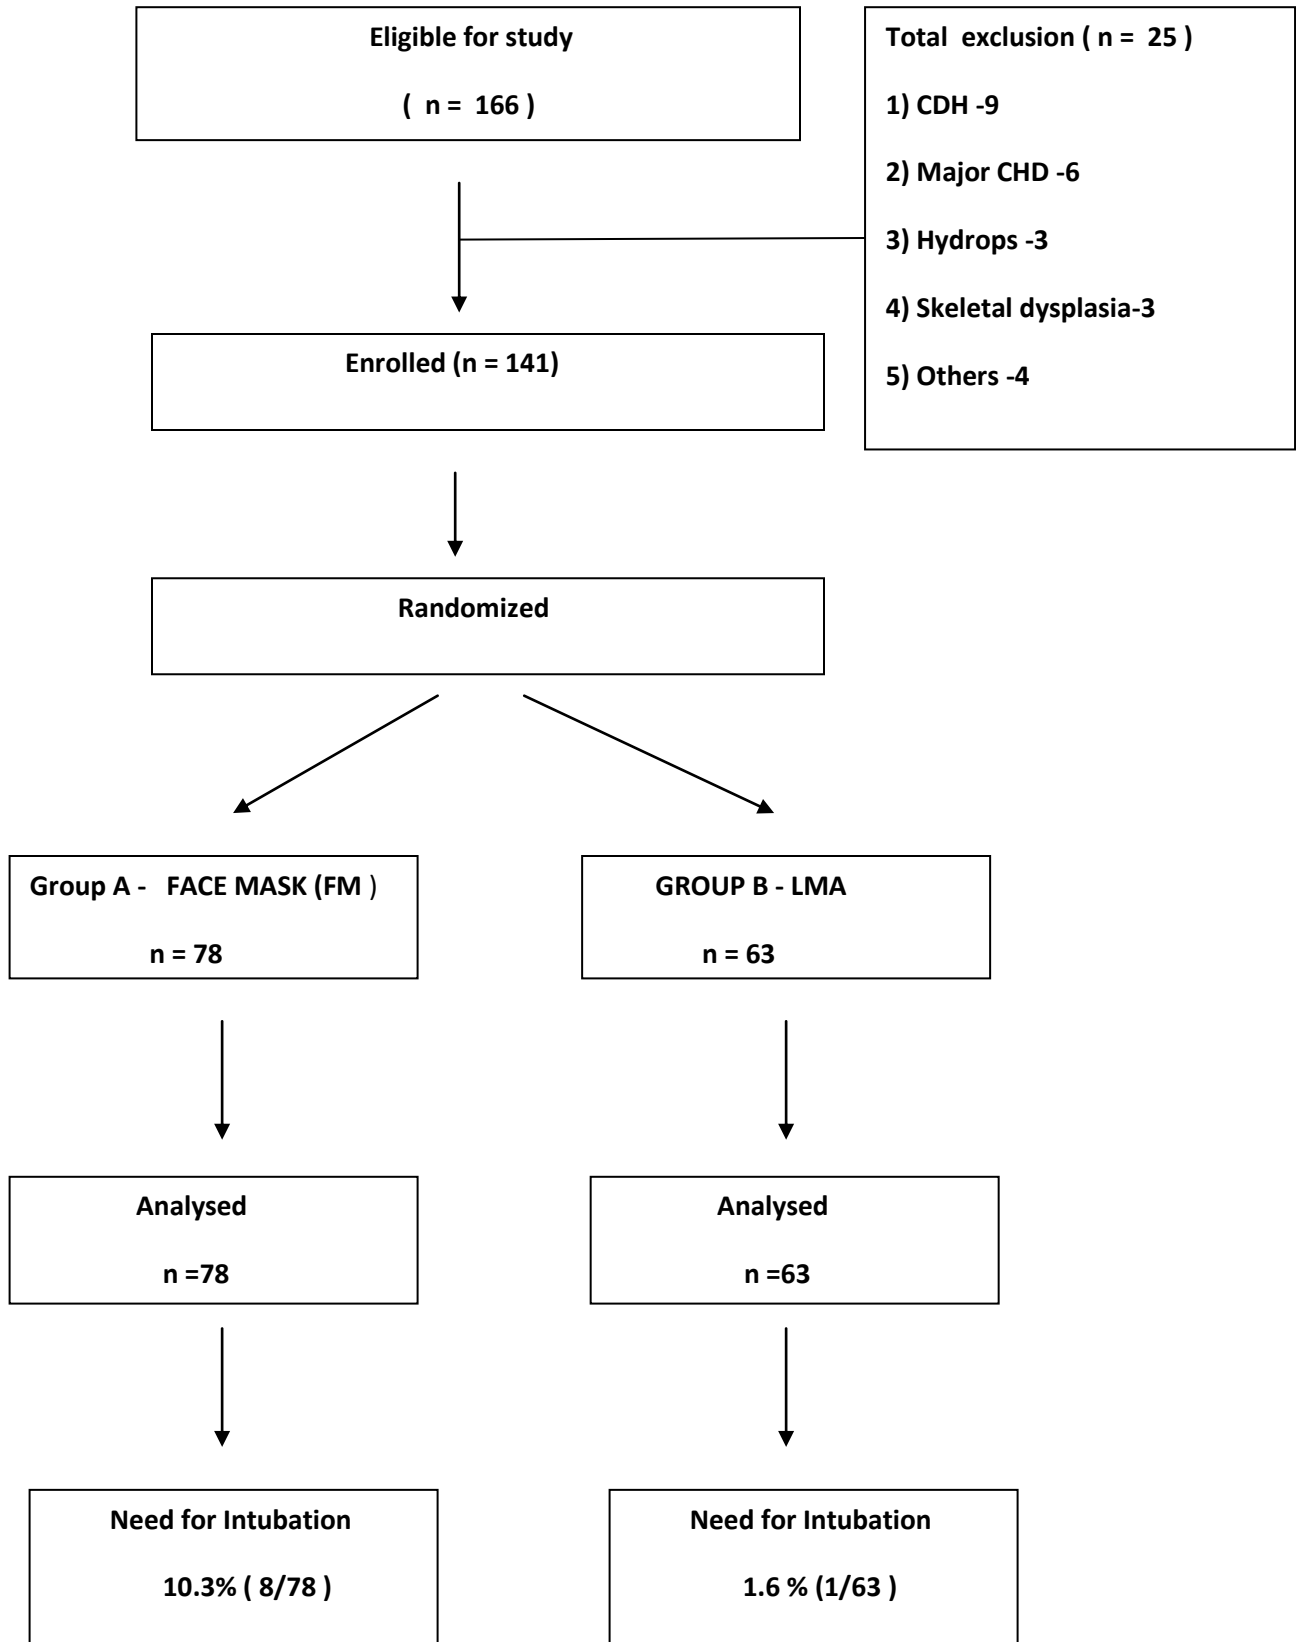 Eligible for study
( n = 166 )
Total exclusion ( n = 25 )
1) CDH -9
2) Major CHD -6
3) Hydrops -3
4) Skeletal dysplasia-3
5) Others -4
Enrolled (n = 141)
Randomized
Group A - FACE MASK (FM )
n = 78
GROUP B - LMA
n = 63
Analysed
n =78
Analysed
n =63
Need for Intubation
10.3% ( 8/78 )
Need for Intubation
1.6 % (1/63 )